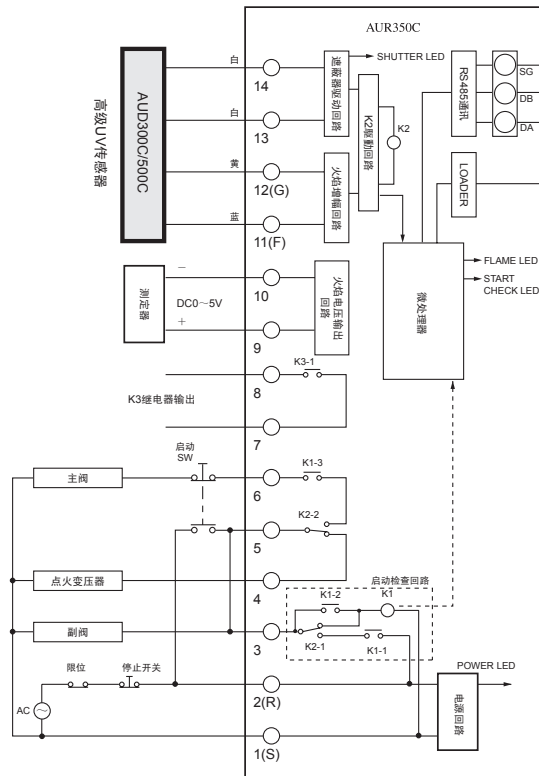 AUR350C
高级UV传感器
AUD300C/500C
白
14
白
13
黄
12(G)
蓝
11(F)
遮蔽器驱动回路
SHUTTER LED
K2驱動回路
K2
火焰增幅回路
RS485通讯
SG
DB
DA
LOADER
FLAME LED
START
CHECK LED
微处理器
测定器
－
DC0～5V
＋
10
9
火焰电压输出
回路
K3继电器输出
8
K3-1
7
启动
SW
主阀
6
K1-3
5
K2-2
点火变压器
4
启动检查回路
副阀
3
K1-2
K1
K2-1
K1-1
限位
停止开关
2(R)
AC
1(S)
POWER LED
电源回路